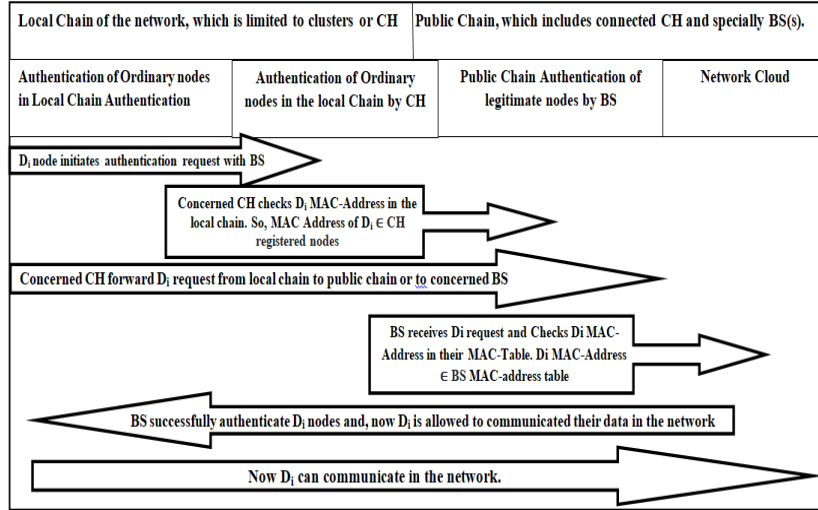 Local Chain of the network, which is limited to clusters or CH
Public Chain, which includes connected CH and specially BS(s).
Authentication of Ordinary nodes
in Local Chain Authentication
Authentication of Ordinary
nodes in the local Chain by CH
Public Chain Authentication of
legitimate nodes by BS
Network Cloud
Di node initiates authentication request with BS
Concerned CH checks Di MAC-Address in the
local chain. So, MAC Address of Di ∈ CH
registered nodes
Concerned CH forward Di request from local chain to public chain or to concerned BS
BS receives Di request and Checks Di MAC-
Address in their MAC-Table. Di MAC-Address
∈ BS MAC-address table
BS successfully authenticate Di nodes and, now Di is allowed to communicated their data in the network
Now Di can communicate in the network.